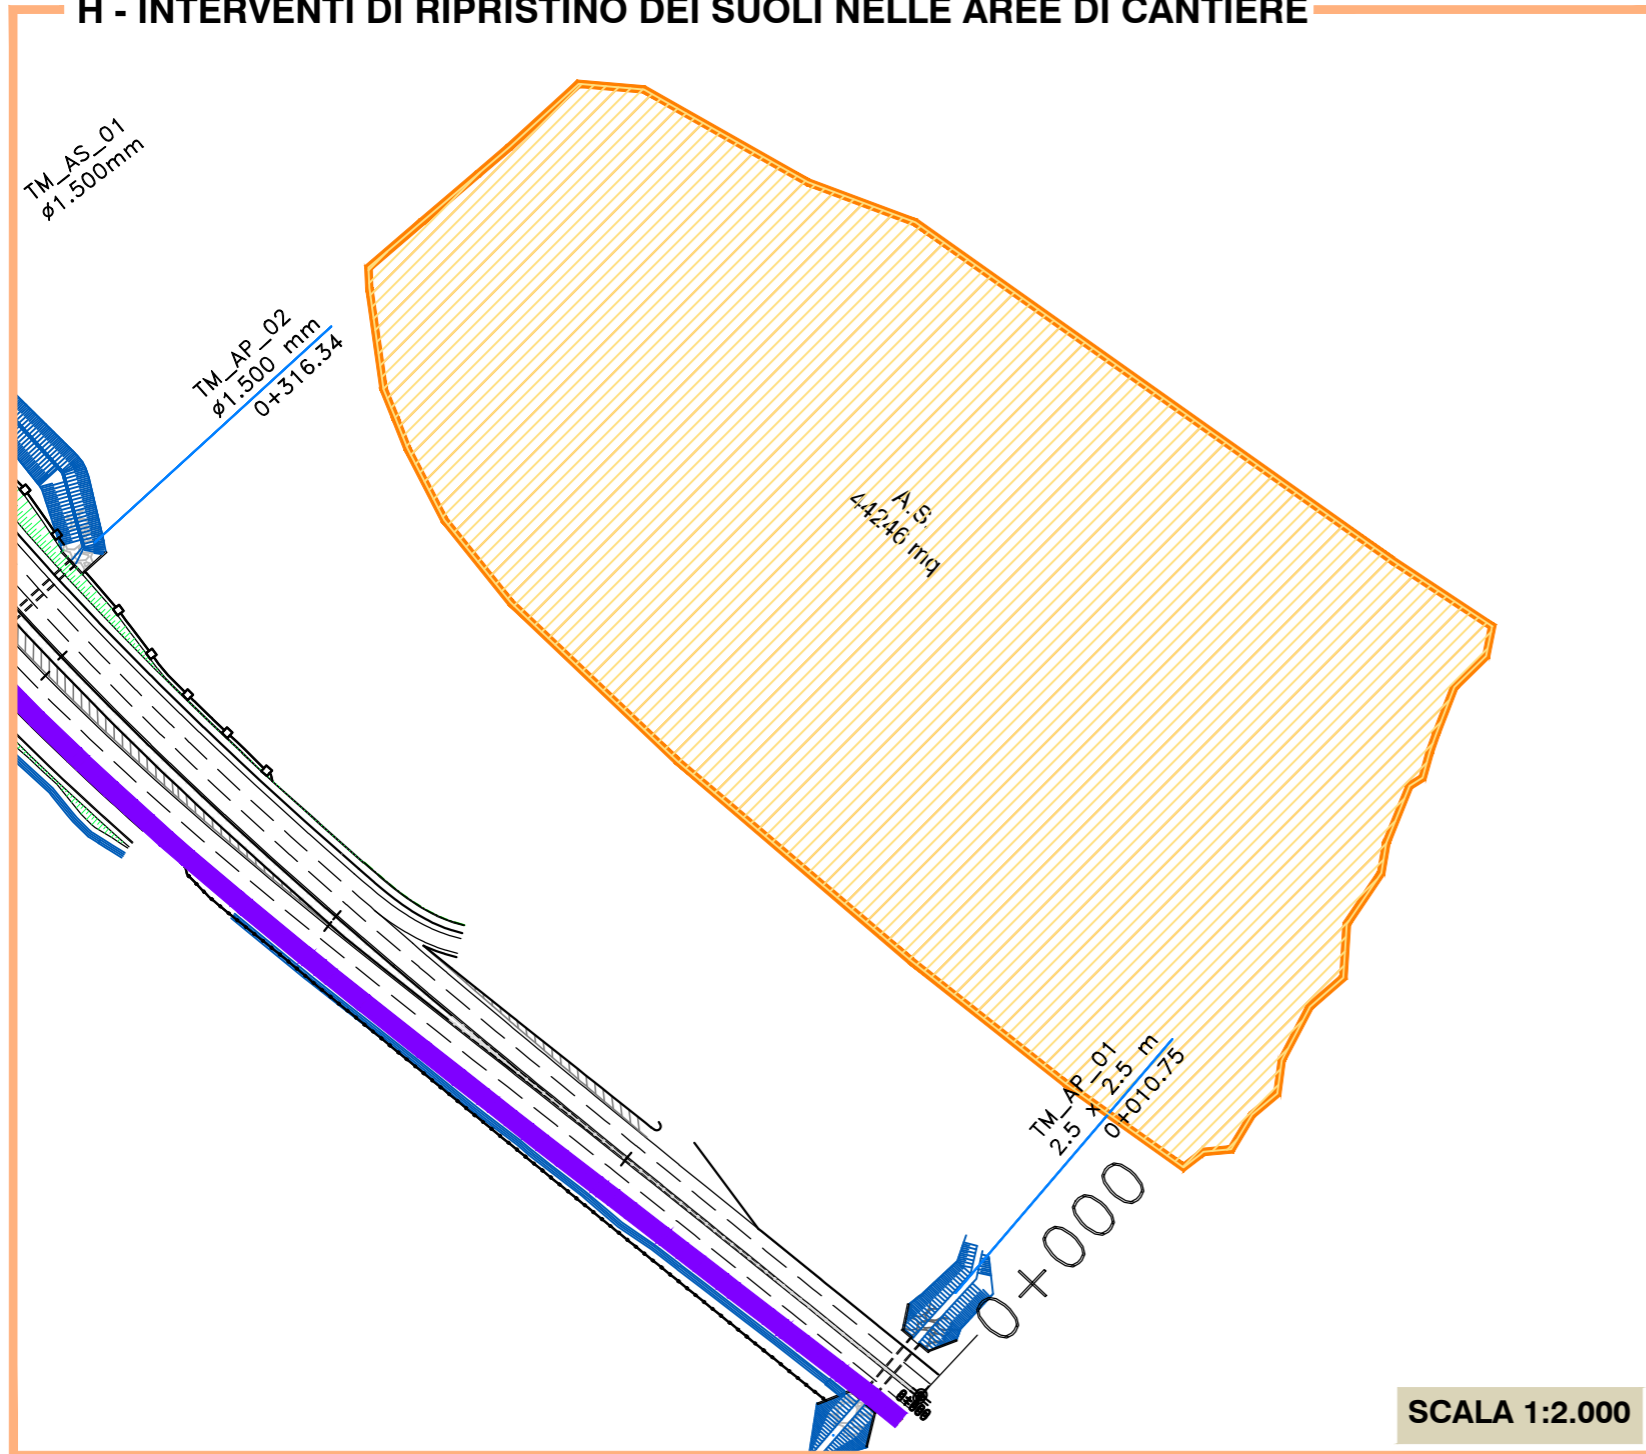 H - INTERVENTI DI RIPRISTINO DEI SUOLI NELLE AREE DI CANTIERE
TM_AS_01
ø1.500mm
TM_AP_02
ø1.500 mm
0+316.34
A.S.
44246 mq
TM_AP_01
2.5 x 2.5 m
0+010.75
0+000
SCALA 1:2.000